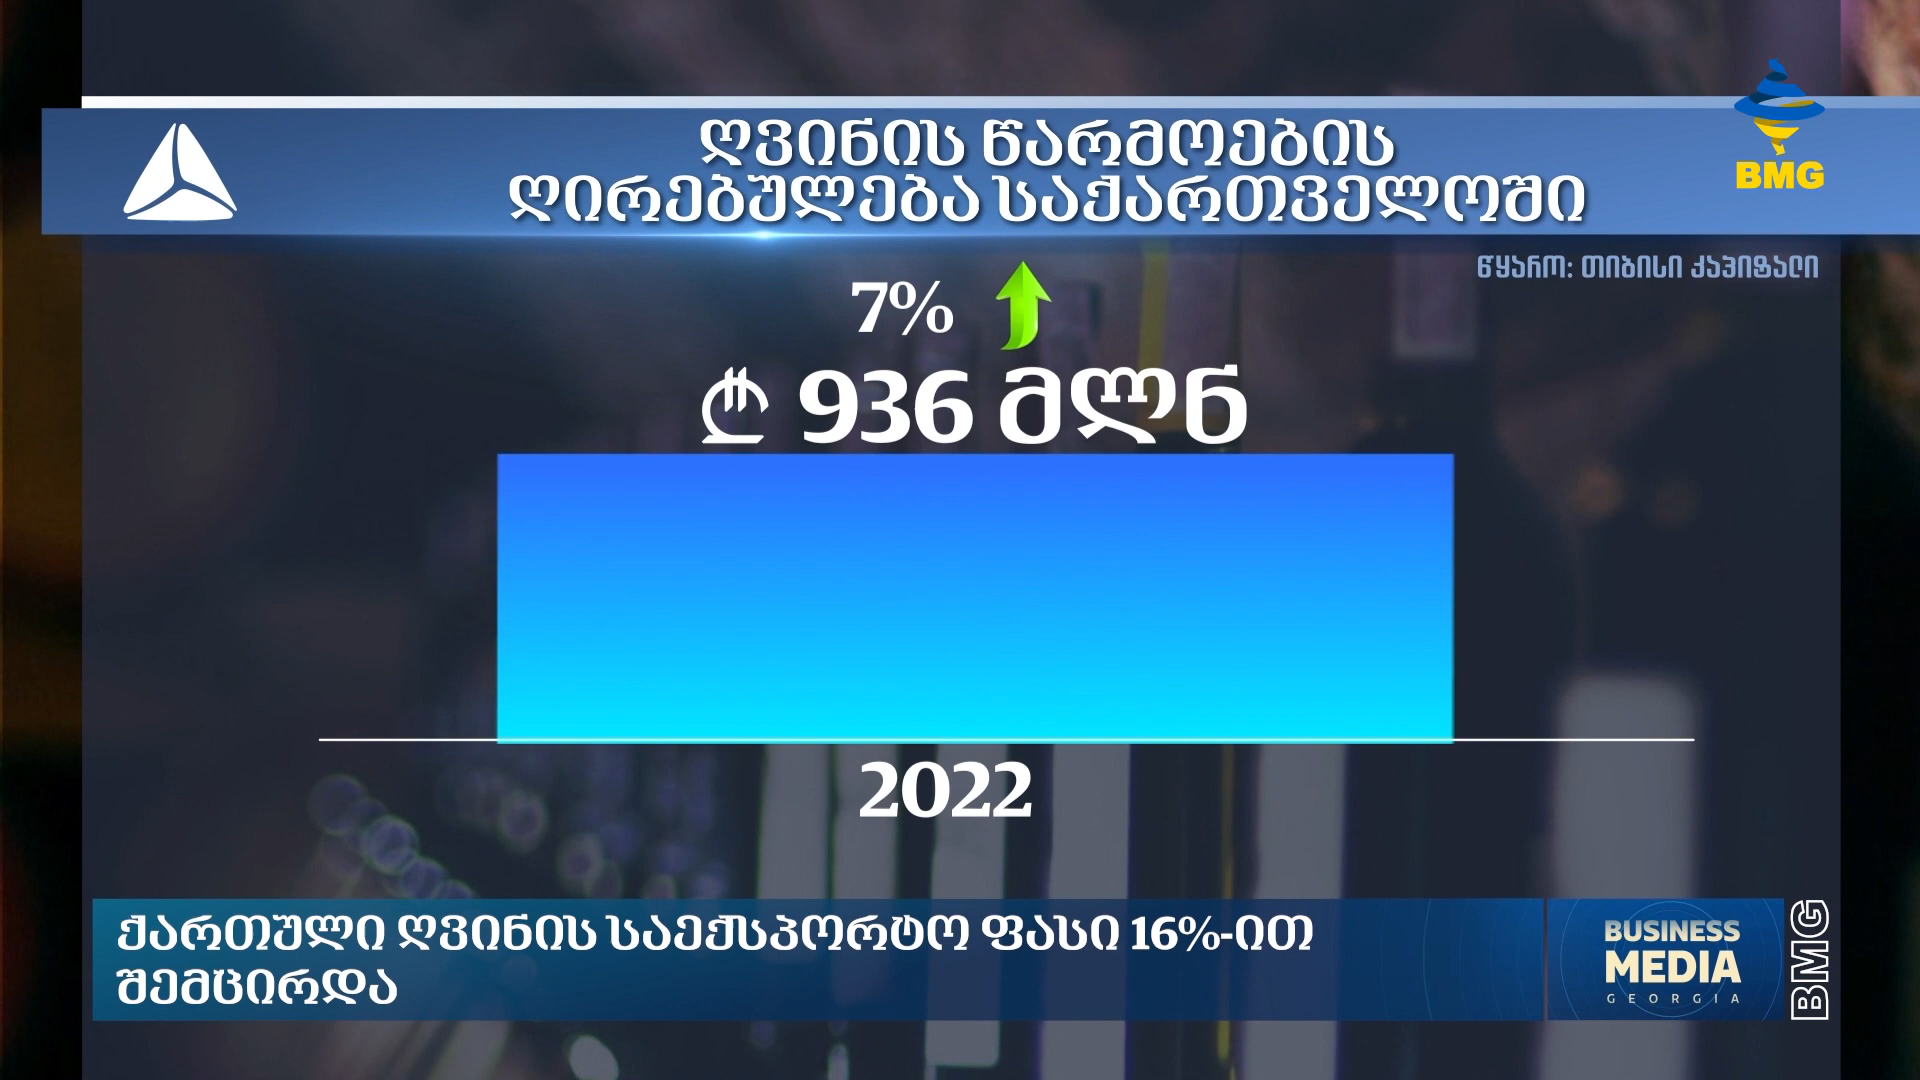 ღვინის წარმოების
ღირებულება საქართველოში
BMG
წყარო: თიბისი კაპიტალი
7%
₾ 936 მლნ
2022
ქართული ღვინის საექსპორტო ფასი 16%-ით
შემცირდა
BUSINESS
MEDIA
GEORGIA
BMG